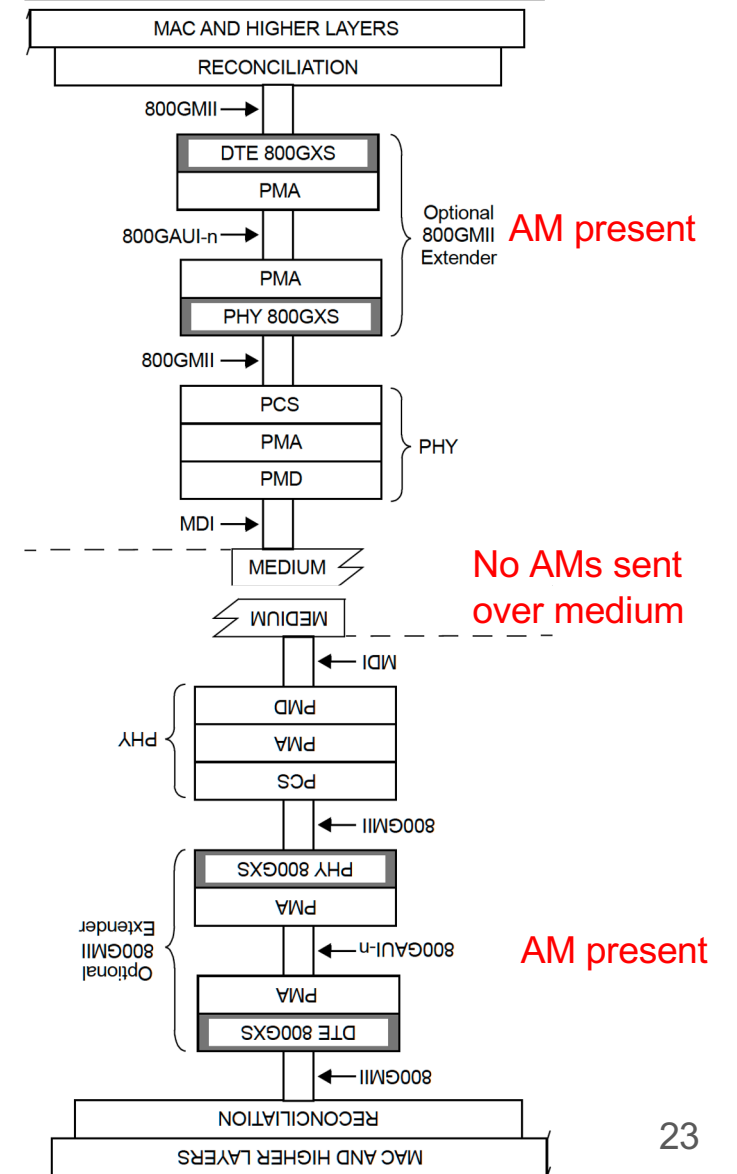 MAC AND HIGHER LAYERS
RECONCILIATION
800GMII
DTE 800GXS
PMA
800GAUI-n
Optional
800GMII
Extender
AM present
PMA
PHY 800GXS
800GMII
PCS
PMA
PMD
PHY
MDI
MEDIUM
No AMs sent
over medium
MEDIUM
MDI
PMD
PMA
PCS
PHY
800GMII
PHY 800GXS
PMA
800GAUI-n
Optional
800GMII
Extender
AM present
PMA
DTE 800GXS
800GMII
RECONCILIATION
MAC AND HIGHER LAYERS
23